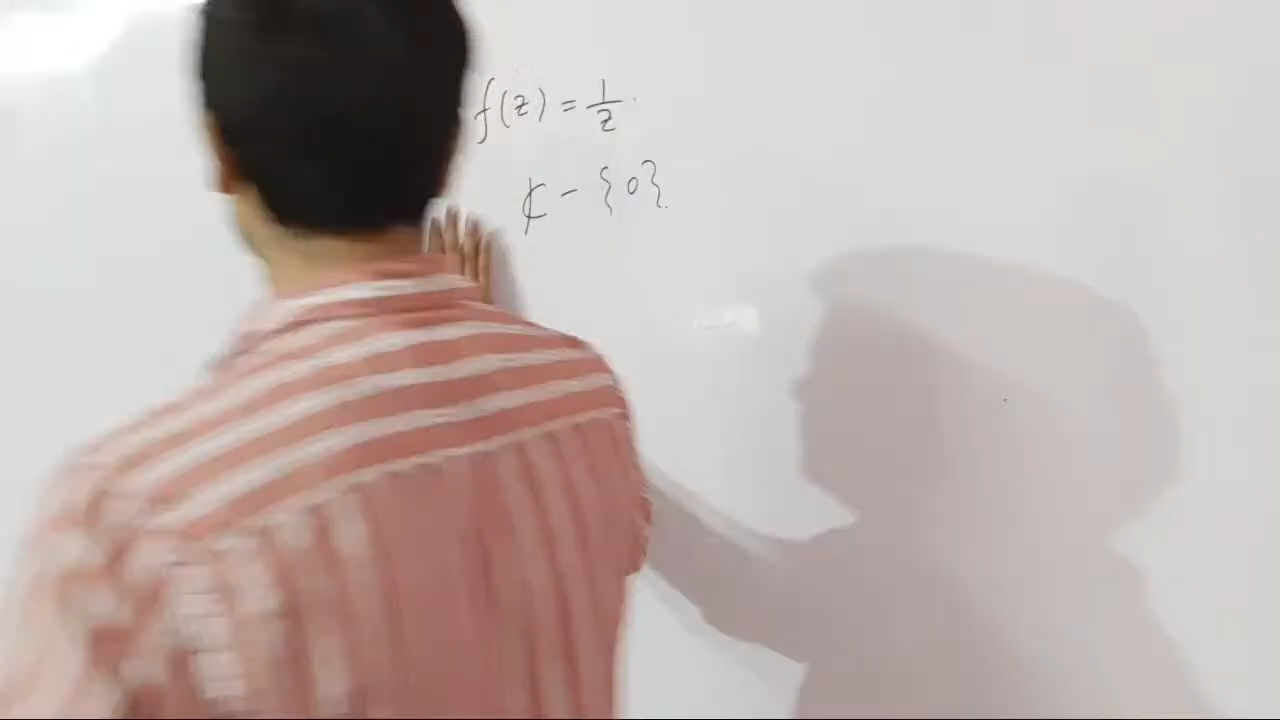 f(z) = 1/z.
ℂ - {0}.